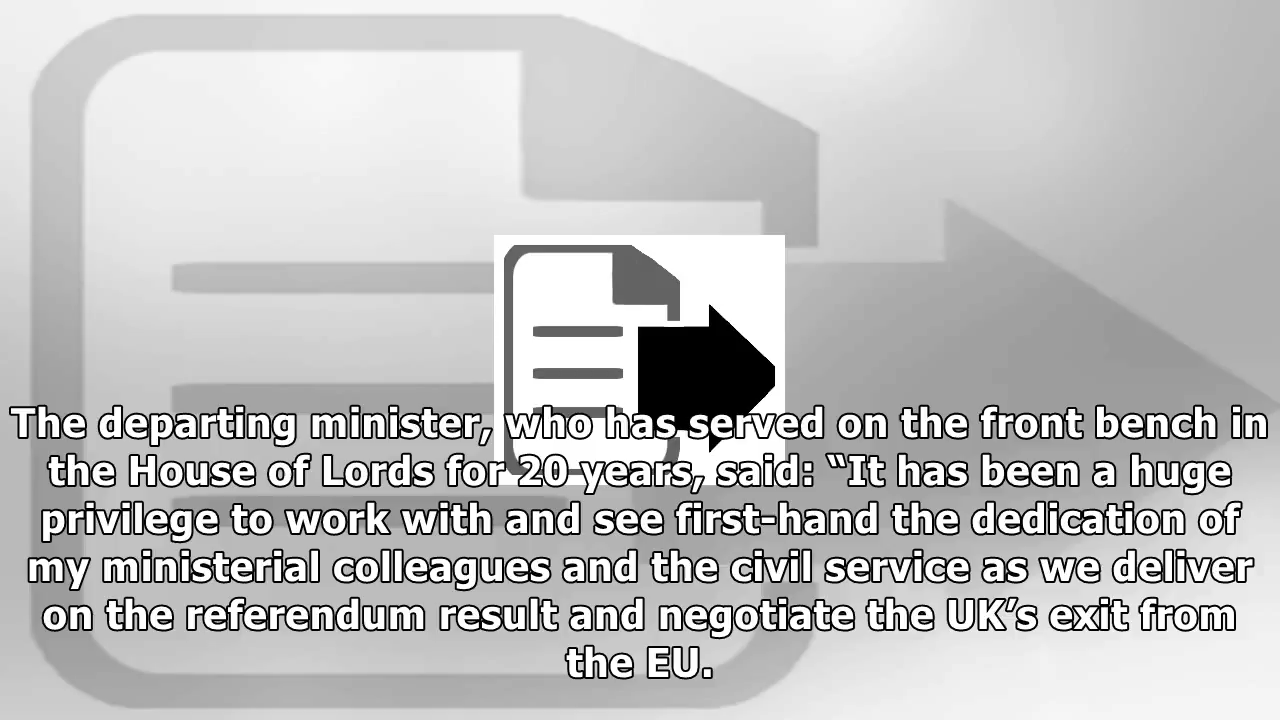 The departing minister, who has served on the front bench in
the House of Lords for 20 years, said: “It has been a huge
privilege to work with and see first-hand the dedication of
my ministerial colleagues and the civil service as we deliver
on the referendum result and negotiate the UK’s exit from
the EU.